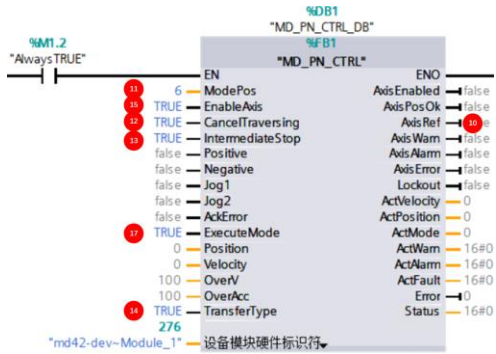 %DB1
"MD_PN_CTRL_DB"
%M1.2
"AlwaysTRUE"
%FB1
"MD_PN_CTRL"
EN ENO
11 6 ModePos AxisEnabled false
15 TRUE EnableAxis AxisPosOk false
12 TRUE CancelTraversing AxisRef 10
13 TRUE IntermediateStop AxisWarn false
false Positive AxisAlarm false
false Negative AxisError false
false Jog1 Lockout false
false Jog2 ActVelocity 0
false AckError ActPosition 0
17 TRUE ExecuteMode ActMode 0
0 Position ActWarn 16#0
0 Velocity ActAlarm 16#0
100 OverV ActFault 16#0
100 OverAcc Error 0
14 TRUE TransferType Status 16#0
276
"md42-dev~Module_1" 设备模块硬件标识符